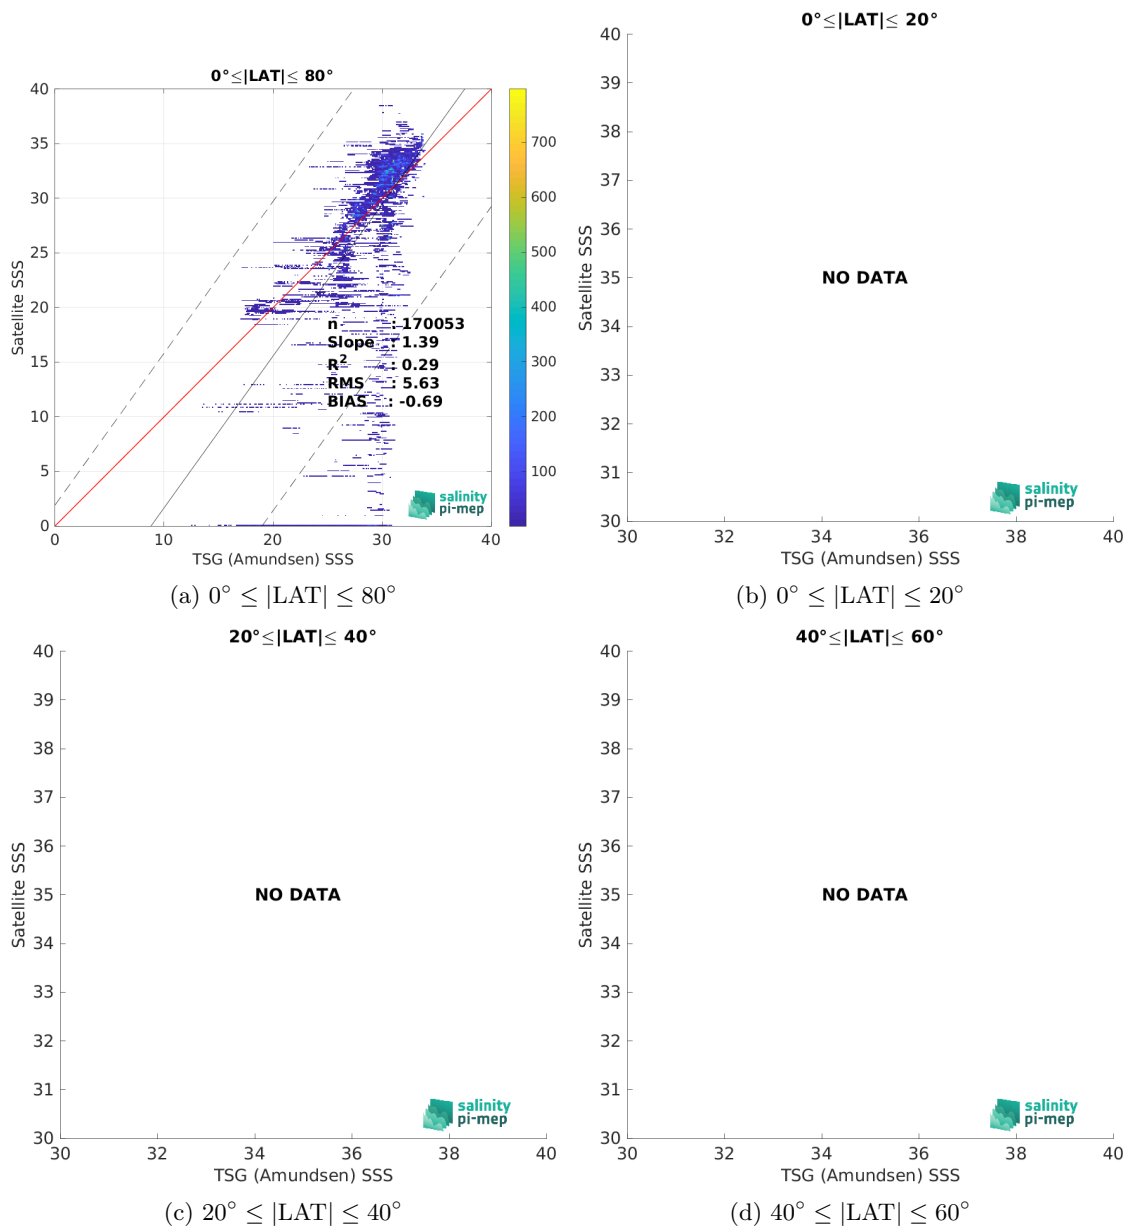 0°≤|LAT|≤ 80°
40
35
30
25
20
15
10
5
0
0
10
20
30
40
Satellite SSS
TSG (Amundsen) SSS
n : 170053
Slope : 1.39
R² : 0.29
RMS : 5.63
BIAS : -0.69
salinity
pi-mep
700
600
500
400
300
200
100
(a) 0° ≤ |LAT| ≤ 80°
0°≤|LAT|≤ 20°
40
39
38
37
36
35
34
33
32
31
30
30
32
34
36
38
40
Satellite SSS
NO DATA
salinity
pi-mep
TSG (Amundsen) SSS
(b) 0° ≤ |LAT| ≤ 20°
20°≤|LAT|≤ 40°
40
39
38
37
36
35
34
33
32
31
30
30
32
34
36
38
40
Satellite SSS
NO DATA
salinity
pi-mep
TSG (Amundsen) SSS
(c) 20° ≤ |LAT| ≤ 40°
40°≤|LAT|≤ 60°
40
39
38
37
36
35
34
33
32
31
30
30
32
34
36
38
40
Satellite SSS
NO DATA
salinity
pi-mep
TSG (Amundsen) SSS
(d) 40° ≤ |LAT| ≤ 60°